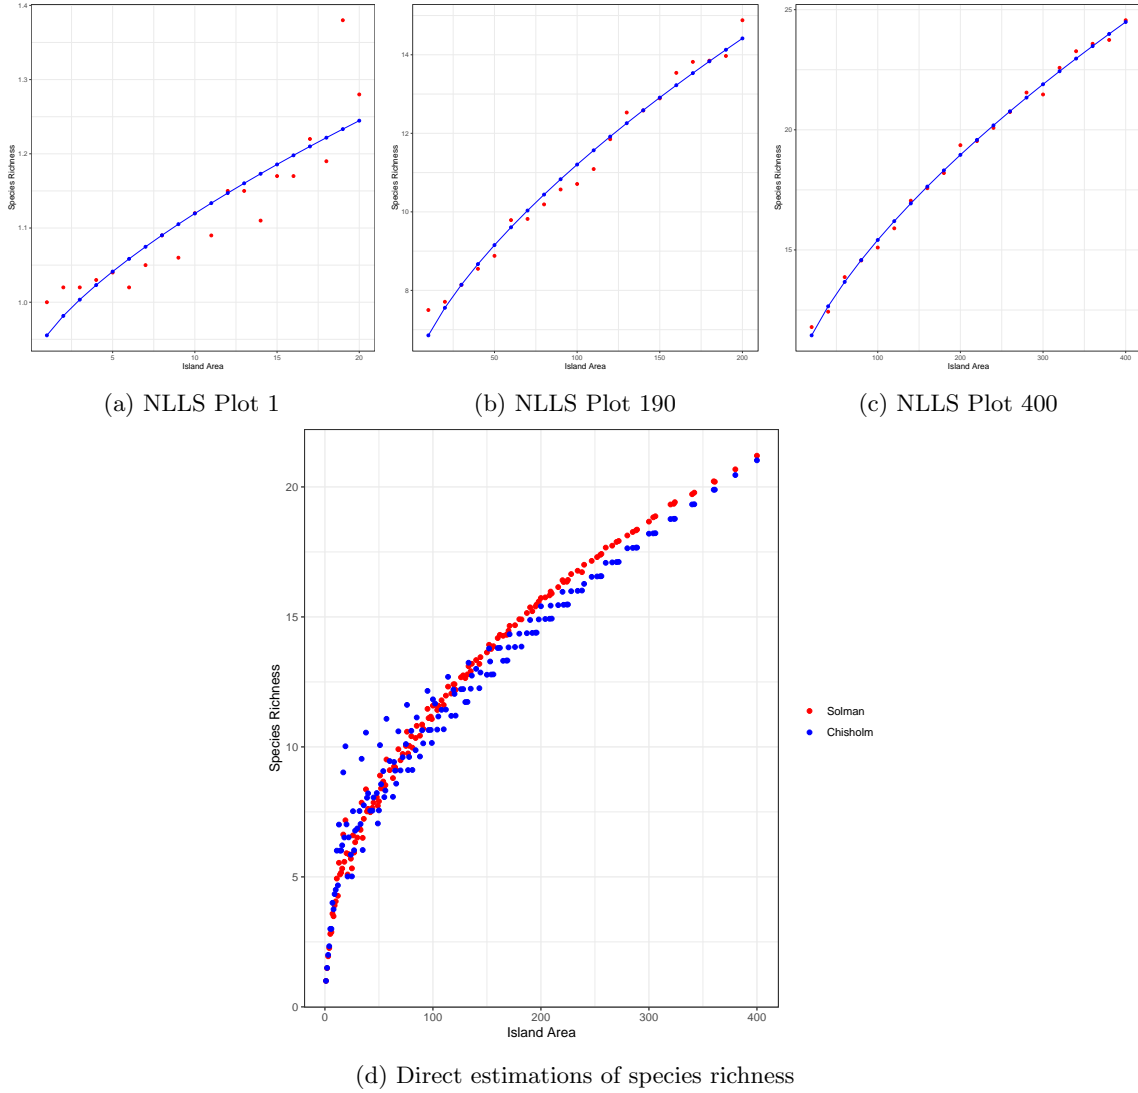 1.4
1.3
1.2
1.1
1.0
Species Richness
5
10
15
20
Island Area
(a) NLLS Plot 1
14
12
10
8
Species Richness
50
100
150
200
Island Area
(b) NLLS Plot 190
25
20
15
Species Richness
100
200
300
400
Island Area
(c) NLLS Plot 400
20
15
10
5
0
Species Richness
0
100
200
300
400
Island Area
Solman
Chisholm
(d) Direct estimations of species richness